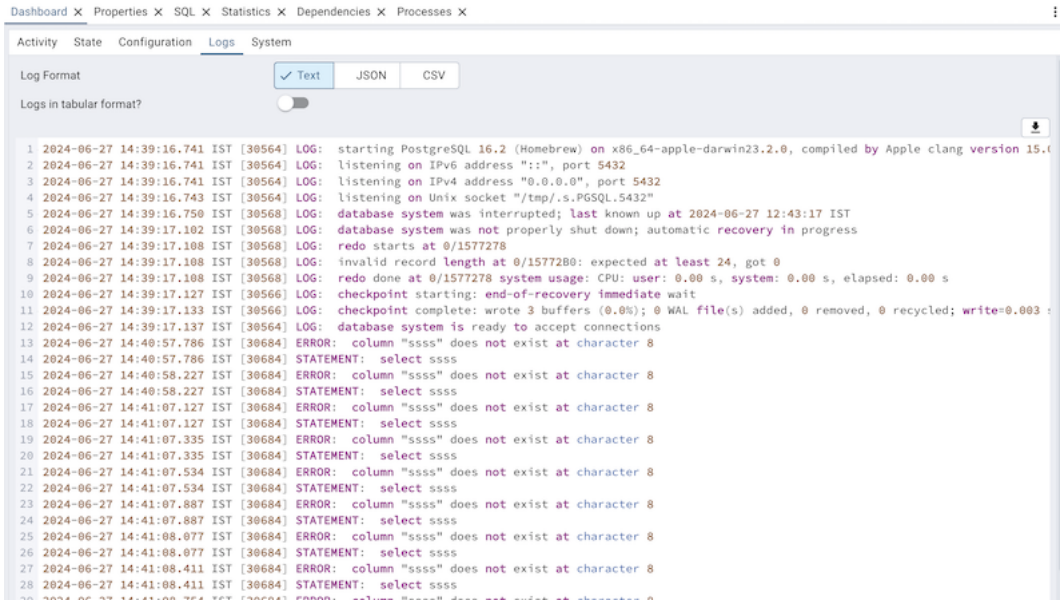 Dashboard Properties SQL Statistics Dependencies Processes
Activity State Configuration Logs System
Log Format Text JSON CSV
Logs in tabular format?
1 2024-06-27 14:39:16.741 IST [30564] LOG: starting PostgreSQL 16.2 (Homebrew) on x86_64-apple-darwin23.2.0, compiled by Apple clang version 15.
2 2024-06-27 14:39:16.741 IST [30564] LOG: listening on IPv6 address "::", port 5432
3 2024-06-27 14:39:16.741 IST [30564] LOG: listening on IPv4 address "0.0.0.0", port 5432
4 2024-06-27 14:39:16.743 IST [30564] LOG: listening on Unix socket "/tmp/.s.PGSQL.5432"
5 2024-06-27 14:39:16.750 IST [30568] LOG: database system was interrupted; last known up at 2024-06-27 12:43:17 IST
6 2024-06-27 14:39:17.102 IST [30568] LOG: database system was not properly shut down; automatic recovery in progress
7 2024-06-27 14:39:17.108 IST [30568] LOG: redo starts at 0/1577278
8 2024-06-27 14:39:17.108 IST [30568] LOG: invalid record length at 0/15772B0: expected at least 24, got 0
9 2024-06-27 14:39:17.108 IST [30568] LOG: redo done at 0/1577278 system usage: CPU: user: 0.00 s, system: 0.00 s, elapsed: 0.00 s
10 2024-06-27 14:39:17.127 IST [30566] LOG: checkpoint starting: end-of-recovery immediate wait
11 2024-06-27 14:39:17.133 IST [30566] LOG: checkpoint complete: wrote 3 buffers (0.0%); 0 WAL file(s) added, 0 removed, 0 recycled; write=0.003
12 2024-06-27 14:39:17.137 IST [30564] LOG: database system is ready to accept connections
13 2024-06-27 14:40:57.786 IST [30684] ERROR: column "ssss" does not exist at character 8
14 2024-06-27 14:40:57.786 IST [30684] STATEMENT: select ssss
15 2024-06-27 14:40:58.227 IST [30684] ERROR: column "ssss" does not exist at character 8
16 2024-06-27 14:40:58.227 IST [30684] STATEMENT: select ssss
17 2024-06-27 14:41:07.127 IST [30684] ERROR: column "ssss" does not exist at character 8
18 2024-06-27 14:41:07.127 IST [30684] STATEMENT: select ssss
19 2024-06-27 14:41:07.335 IST [30684] ERROR: column "ssss" does not exist at character 8
20 2024-06-27 14:41:07.335 IST [30684] STATEMENT: select ssss
21 2024-06-27 14:41:07.534 IST [30684] ERROR: column "ssss" does not exist at character 8
22 2024-06-27 14:41:07.534 IST [30684] STATEMENT: select ssss
23 2024-06-27 14:41:07.887 IST [30684] ERROR: column "ssss" does not exist at character 8
24 2024-06-27 14:41:07.887 IST [30684] STATEMENT: select ssss
25 2024-06-27 14:41:08.077 IST [30684] ERROR: column "ssss" does not exist at character 8
26 2024-06-27 14:41:08.077 IST [30684] STATEMENT: select ssss
27 2024-06-27 14:41:08.411 IST [30684] ERROR: column "ssss" does not exist at character 8
28 2024-06-27 14:41:08.411 IST [30684] STATEMENT: select ssss